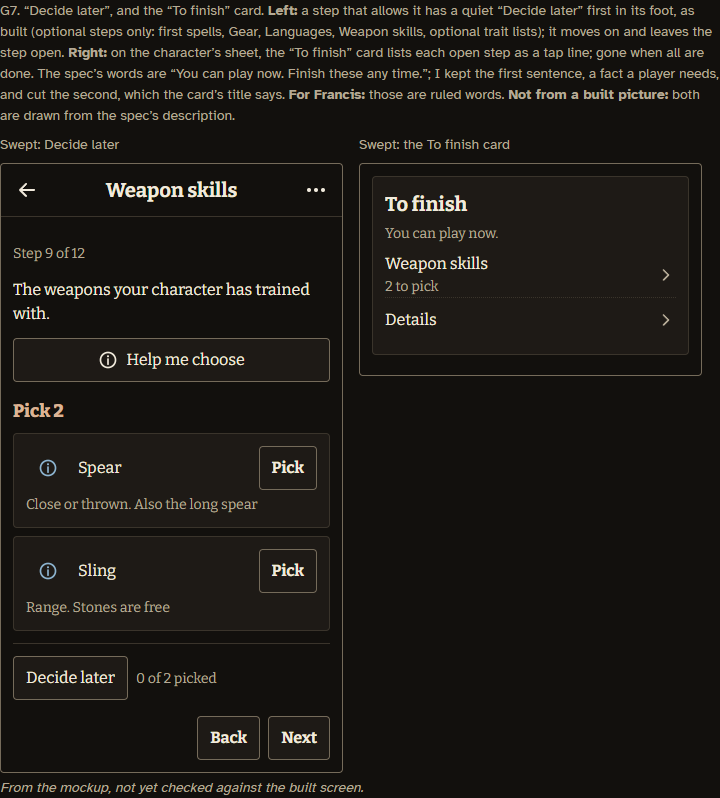 G7. “Decide later”, and the “To finish” card. Left: a step that allows it has a quiet “Decide later” first in its foot, as
built (optional steps only: first spells, Gear, Languages, Weapon skills, optional trait lists); it moves on and leaves the
step open. Right: on the character’s sheet, the “To finish” card lists each open step as a tap line; gone when all are
done. The spec’s words are “You can play now. Finish these any time.”; I kept the first sentence, a fact a player needs,
and cut the second, which the card’s title says. For Francis: those are ruled words. Not from a built picture: both
are drawn from the spec’s description.
Swept: Decide later
Weapon skills
Step 9 of 12
The weapons your character has trained
with.
Help me choose
Pick 2
Spear
Pick
Close or thrown. Also the long spear
Sling
Pick
Range. Stones are free
Decide later
0 of 2 picked
Back
Next
Swept: the To finish card
To finish
You can play now.
Weapon skills
2 to pick
Details
From the mockup, not yet checked against the built screen.